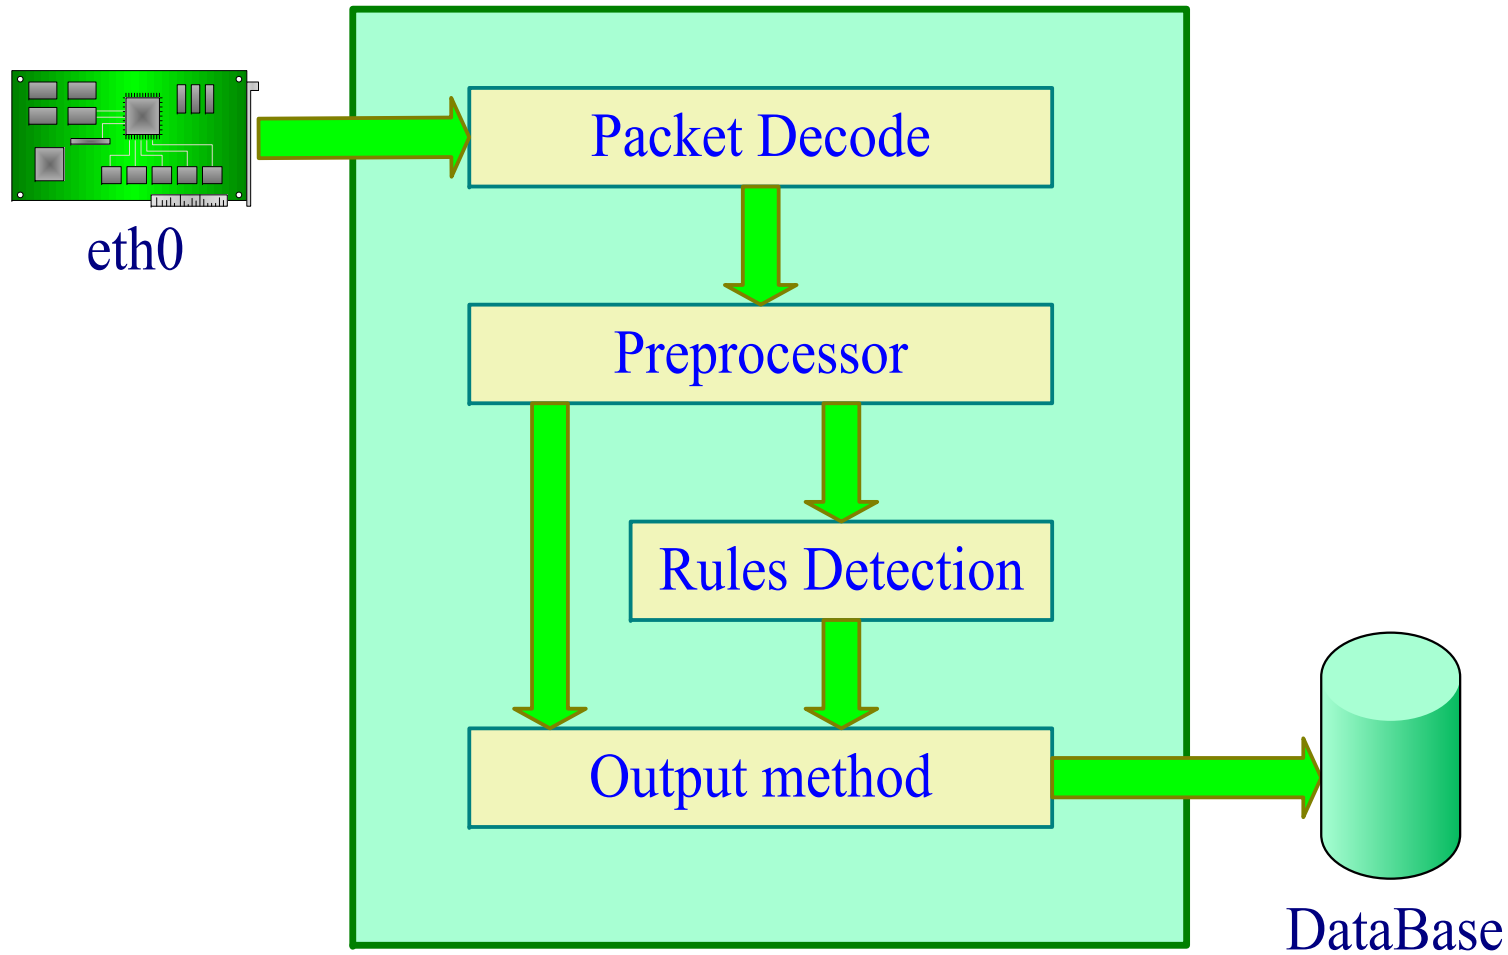 Packet Decode
eth0
Preprocessor
Rules Detection
Output method
DataBase